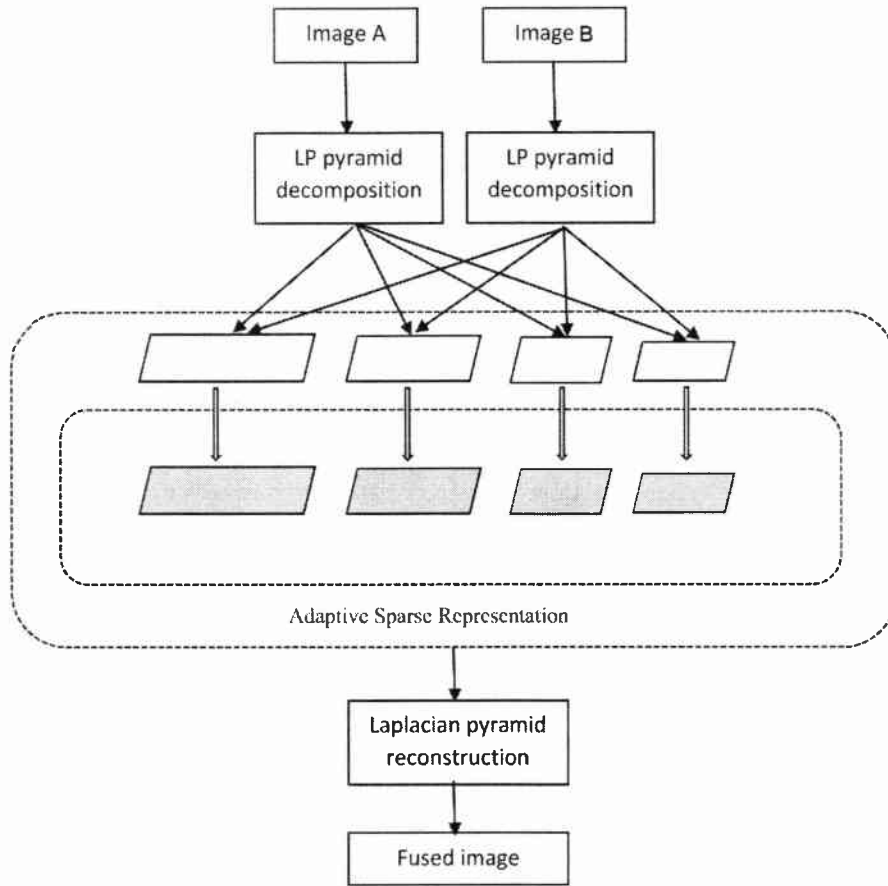 Image A
Image B
LP pyramid
decomposition
LP pyramid
decomposition
Adaptive Sparse Representation
Laplacian pyramid
reconstruction
Fused image